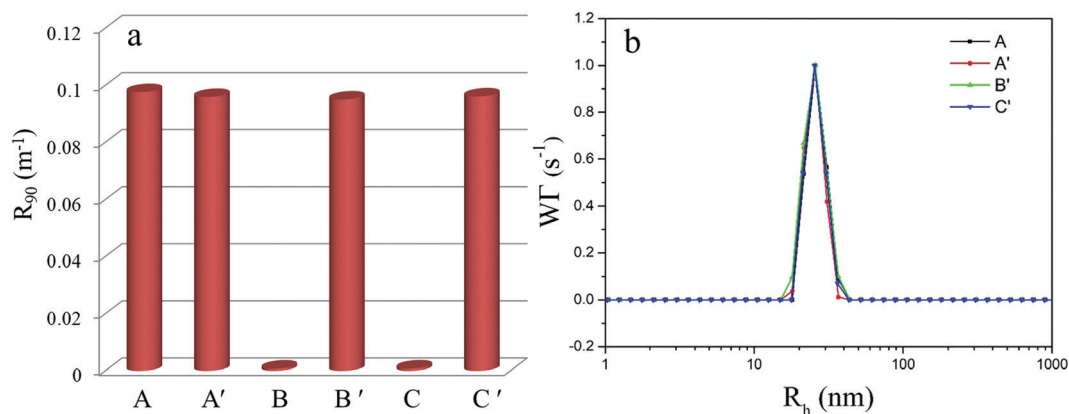 a
R₉₀ (m⁻¹)
0.12
0.1
0.08
0.06
0.04
0.02
0
A A′ B B′ C C′
b
WΓ (s⁻¹)
1.2
1.0
0.8
0.6
0.4
0.2
0.0
-0.2
A
A'
B'
C'
1 10 100 1000
R_h (nm)